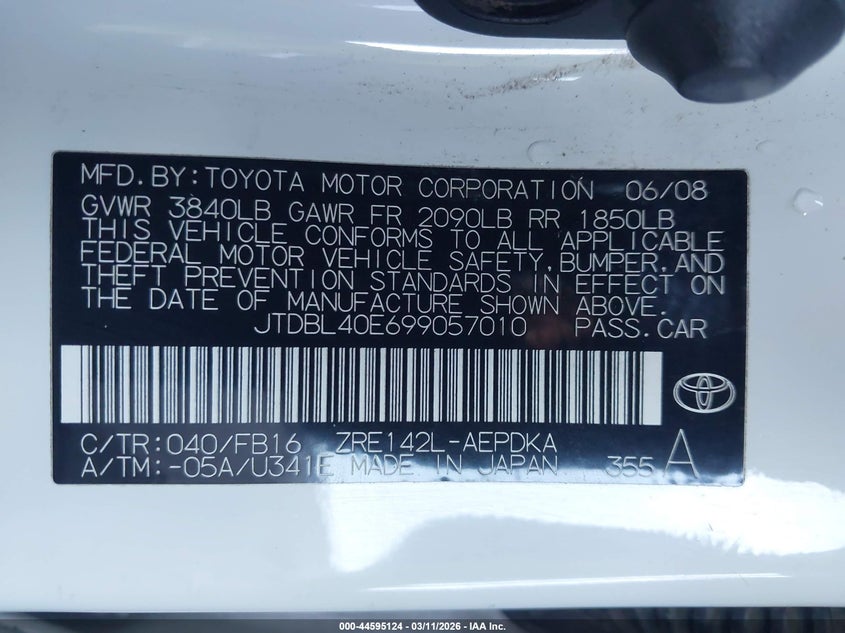 MFD.BY:TOYOTA MOTOR CORPORATION 06/08
GVWR 3840LB GAWR FR 2090LB RR 1850LB
THIS VEHICLE CONFORMS TO ALL APPLICABLE
FEDERAL MOTOR VEHICLE SAFETY,BUMPER,AND
THEFT PREVENTION STANDARDS IN EFFECT ON
THE DATE OF MANUFACTURE SHOWN ABOVE.
JTDBL40E699057010 PASS.CAR
C/TR:040/FB16 ZRE142L-AEPDKA
A/TM:-05A/U341E MADE IN JAPAN 355 A
000-44595124 | 03/11/2026 - IAA Inc.